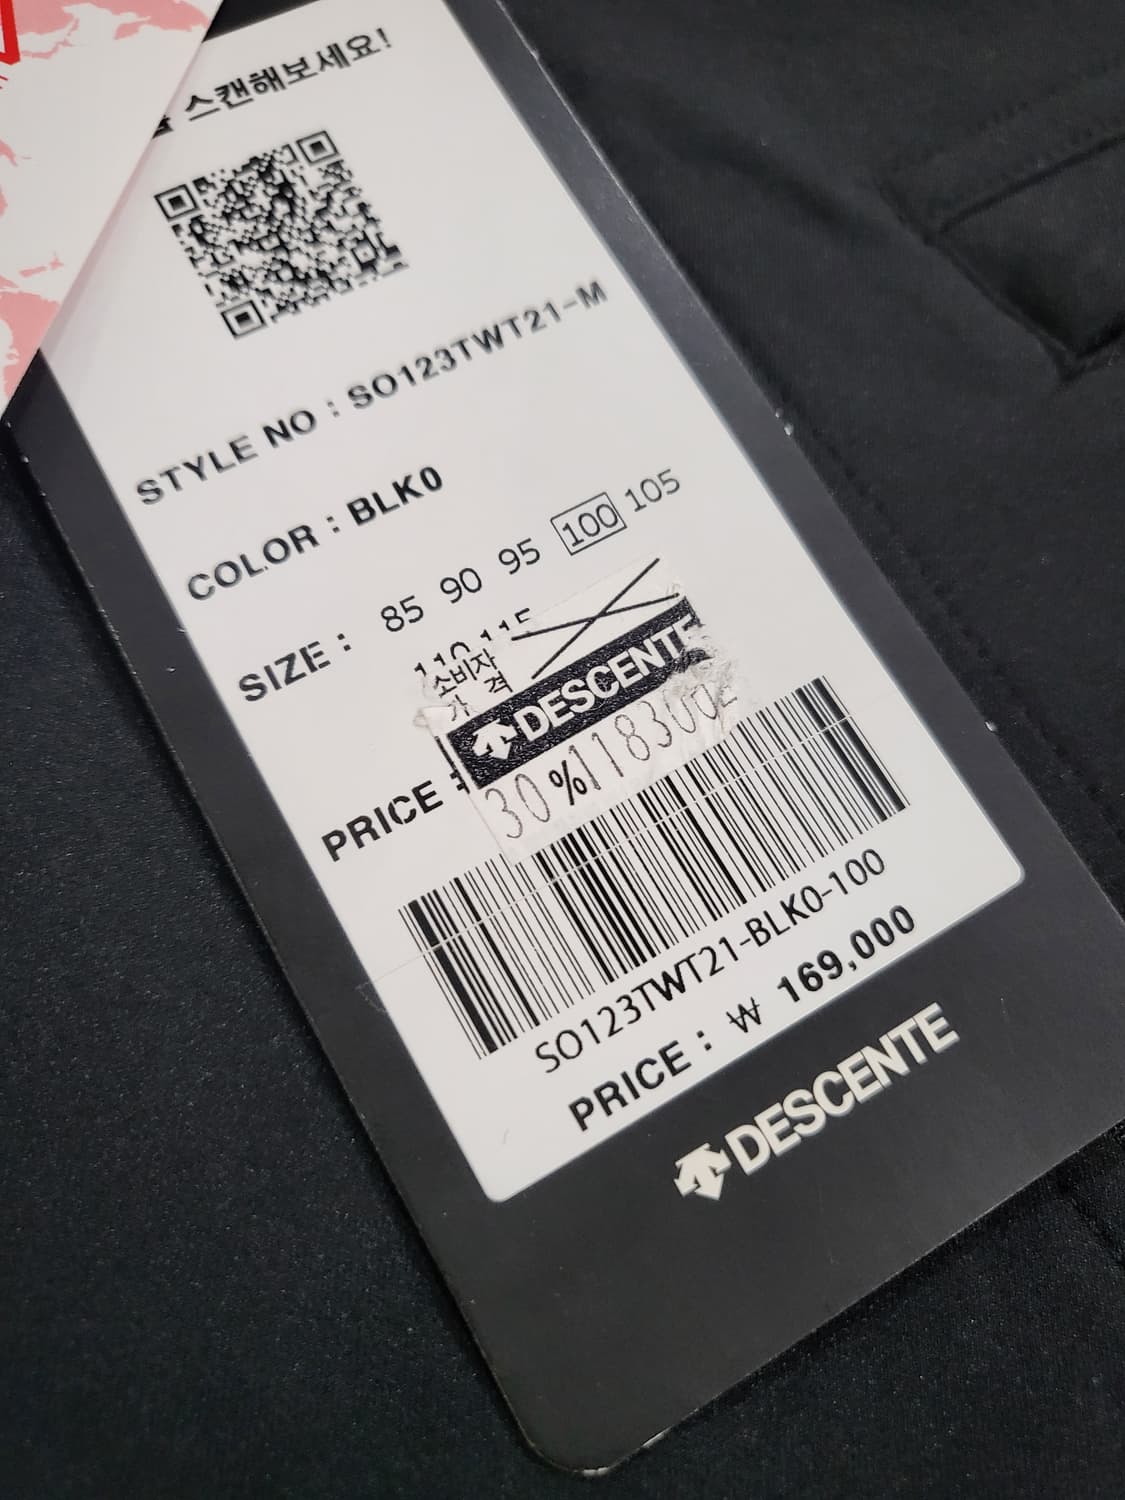 스캔해보세요!
STYLE NO : SO123TWT21-M
COLOR : BLK0
SIZE : 85 90 95 100 105
110 115
소비자
가 격
DESCENTE
30%118300
PRICE
SO123TWT21-BLK0-100
PRICE : ₩ 169,000
DESCENTE